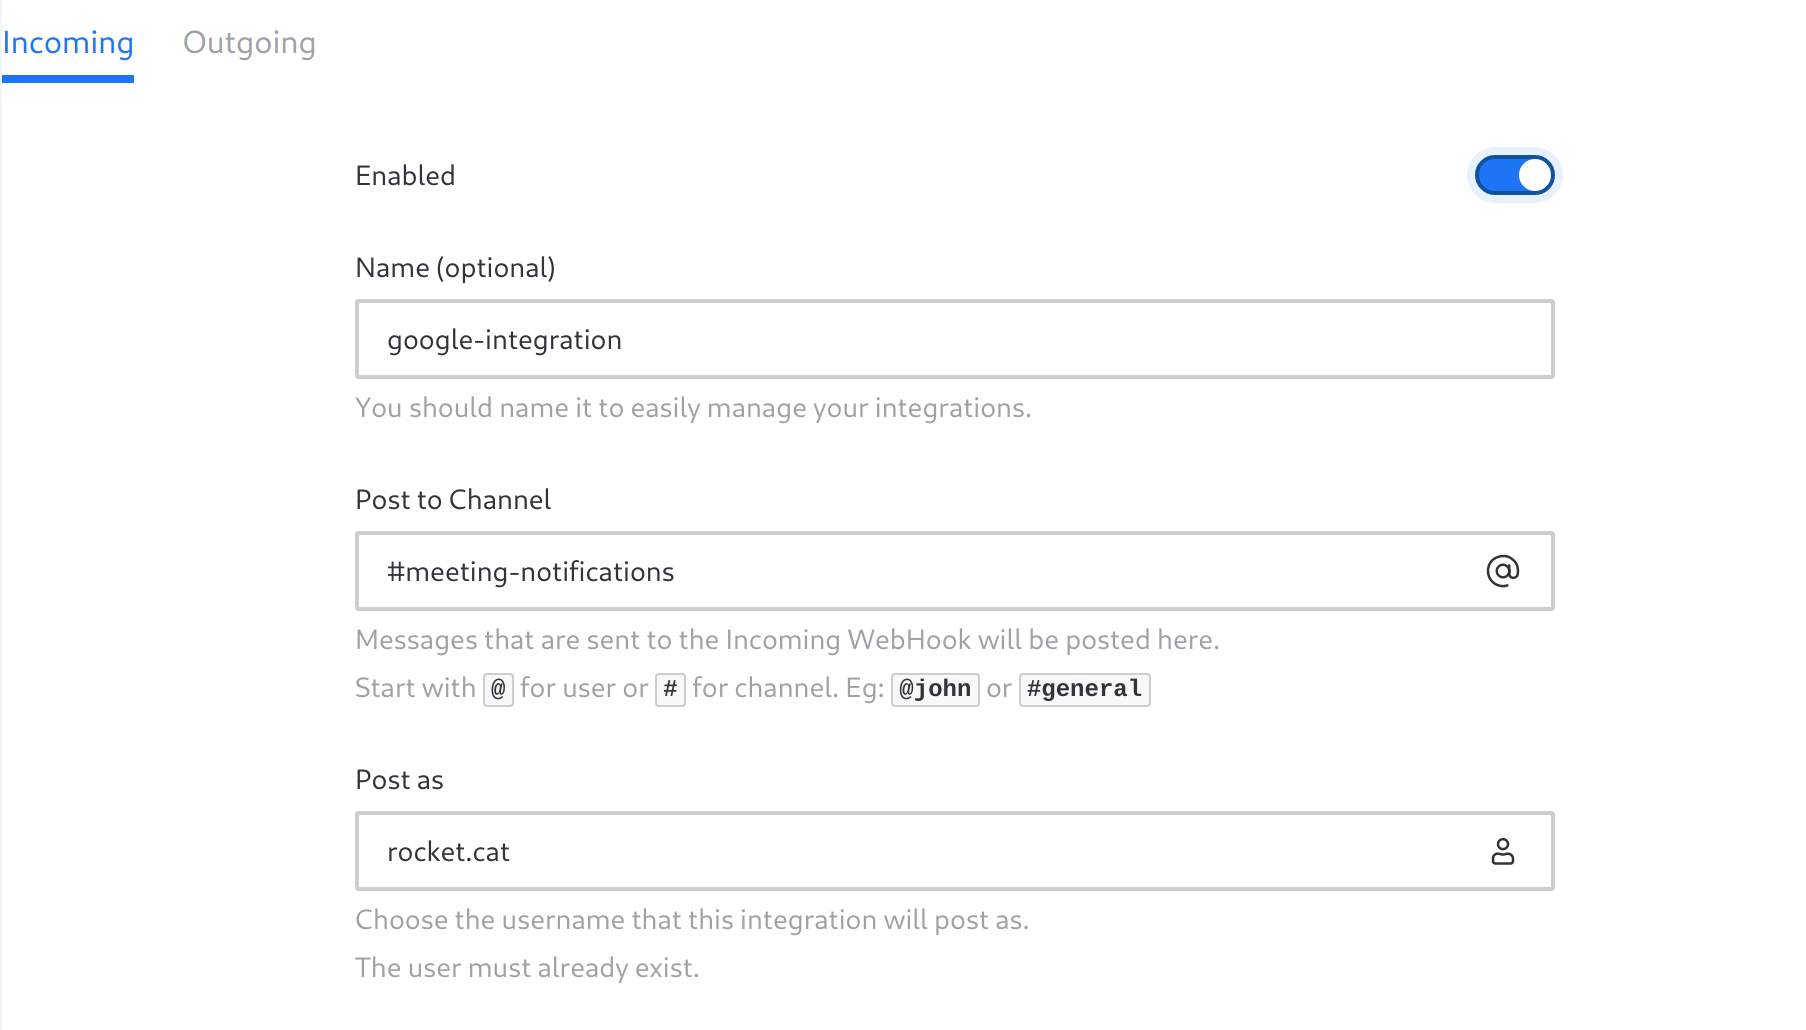 Incoming Outgoing
Enabled
Name (optional)
google-integration
You should name it to easily manage your integrations.
Post to Channel
#meeting-notifications
Messages that are sent to the Incoming WebHook will be posted here.
Start with @ for user or # for channel. Eg: @john or #general
Post as
rocket.cat
Choose the username that this integration will post as.
The user must already exist.